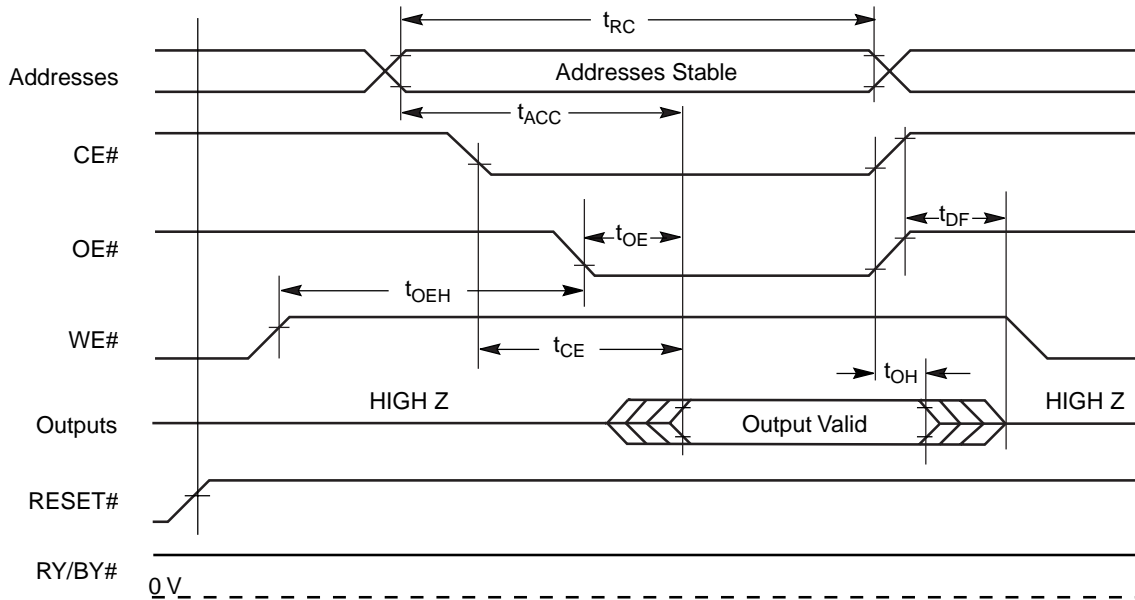 tRC
Addresses
Addresses Stable
tACC
CE#
tDF
OE#
tOE
tOEH
WE#
tCE
tOH
HIGH Z
HIGH Z
Outputs
Output Valid
RESET#
RY/BY#
0 V